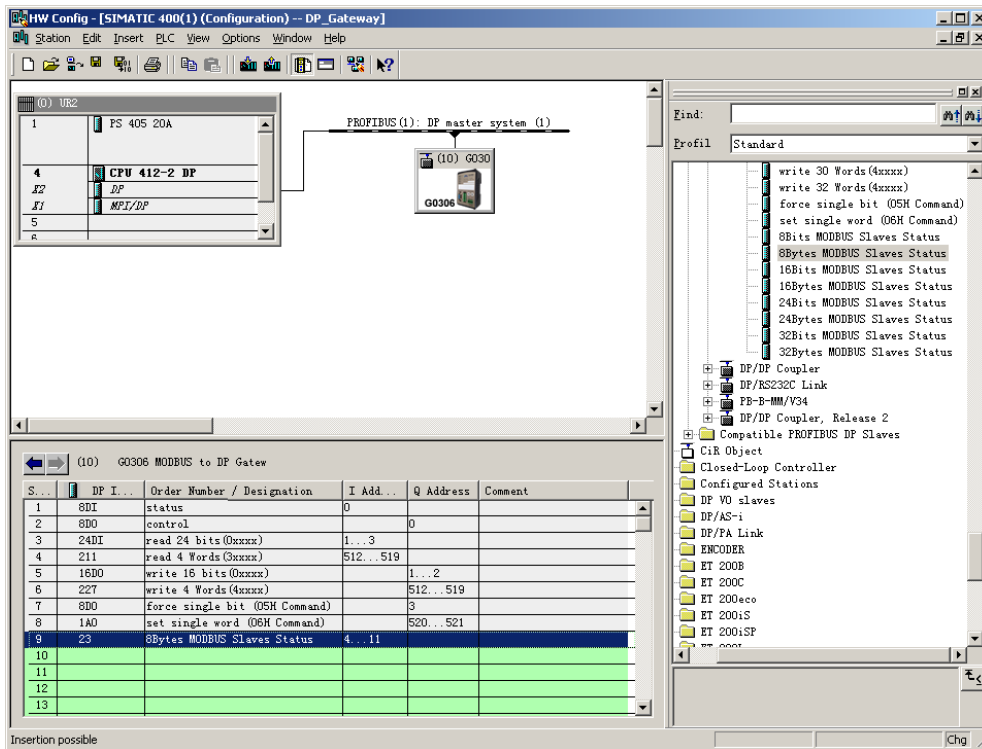 HW Config - [SIMATIC 400(1) (Configuration) -- DP_Gateway]
Station Edit Insert PLC View Options Window Help
(0) UR2
1 PS 405 20A
4 CPU 412-2 DP
X2 DP
X1 MPI/DP
5
6
PROFIBUS(1): DP master system (1)
(10) G030
G0306
Find:
Profil Standard
write 30 Words(4xxxx)
write 32 Words(4xxxx)
force single bit (05H Command)
set single word (06H Command)
8Bits MODBUS Slaves Status
8Bytes MODBUS Slaves Status
16Bits MODBUS Slaves Status
16Bytes MODBUS Slaves Status
24Bits MODBUS Slaves Status
24Bytes MODBUS Slaves Status
32Bits MODBUS Slaves Status
32Bytes MODBUS Slaves Status
DP/DP Coupler
DP/RS232C Link
PB-B-MM/V34
DP/DP Coupler, Release 2
Compatible PROFIBUS DP Slaves
CiR Object
Closed-Loop Controller
Configured Stations
DP V0 slaves
DP/AS-i
DP/PA Link
ENCODER
ET 200B
ET 200C
ET 200eco
ET 200iS
ET 200iSP
(10) G0306 MODBUS to DP Gatew
S... DP I... Order Number / Designation I Add... Q Address Comment
1 8DI status 0
2 8DO control 0
3 24DI read 24 bits(0xxxx) 1...3
4 211 read 4 Words(3xxxx) 512...519
5 16DO write 16 bits(0xxxx) 1...2
6 227 write 4 Words(4xxxx) 512...519
7 8DO force single bit (05H Command) 3
8 1AO set single word (06H Command) 520...521
9 23 8Bytes MODBUS Slaves Status 4...11
10
11
12
13
Insertion possible
Chg